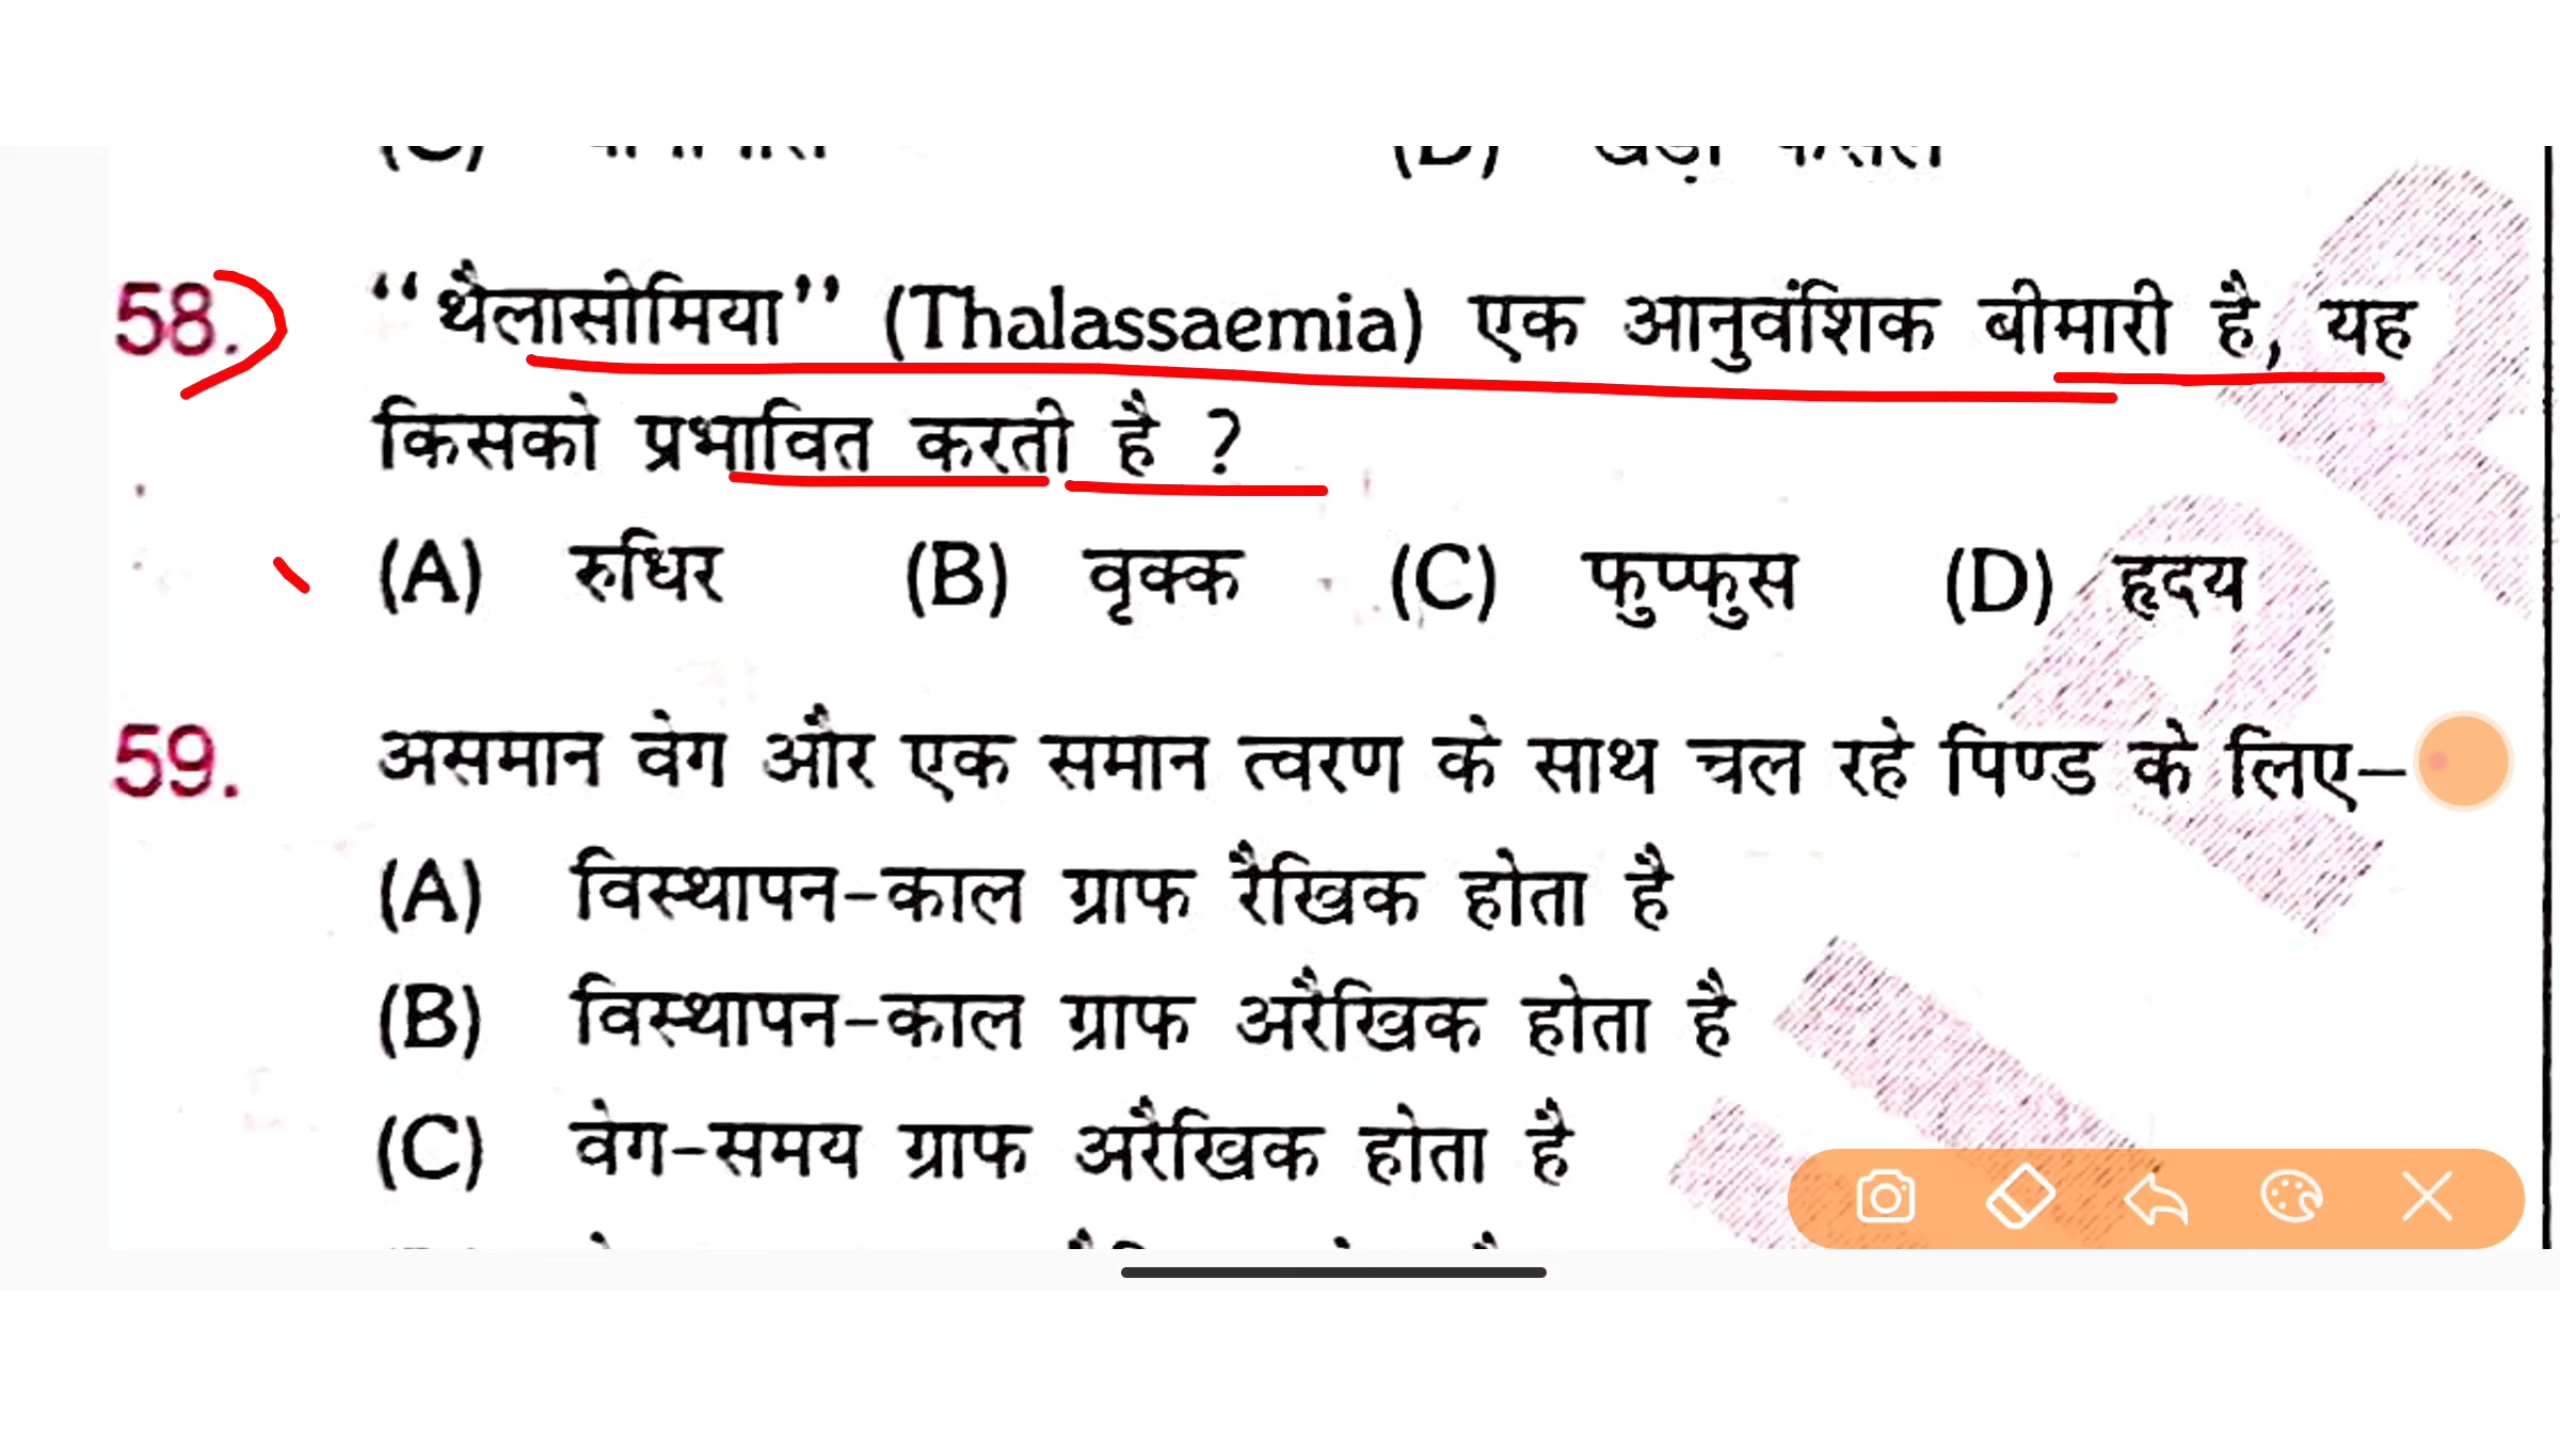 58. “थैलासीमिया” (Thalassaemia) एक आनुवंशिक बीमारी है, यह
किसको प्रभावित करती है ?
(A) रुधिर (B) वृक्क (C) फुप्फुस (D) हृदय
59. असमान वेग और एक समान त्वरण के साथ चल रहे पिण्ड के लिए–
(A) विस्थापन-काल ग्राफ रैखिक होता है
(B) विस्थापन-काल ग्राफ अरैखिक होता है
(C) वेग-समय ग्राफ अरैखिक होता है